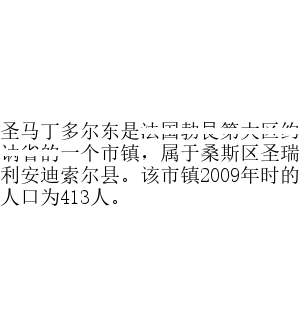 圣马丁多尔东是法国勃艮第大区约
讷省的一个市镇，属于桑斯区圣瑞
利安迪索尔县。该市镇2009年时的
人口为413人。